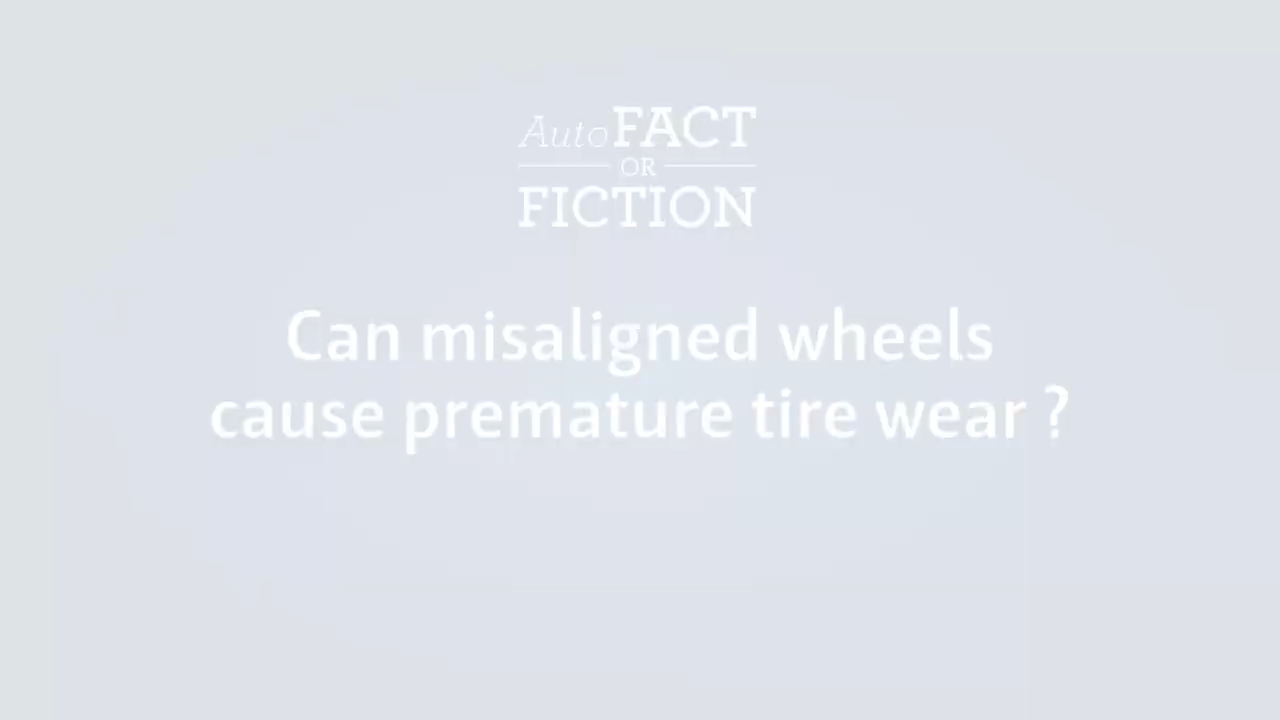 Auto FACT
OR
FICTION
Can misaligned wheels
cause premature tire wear ?